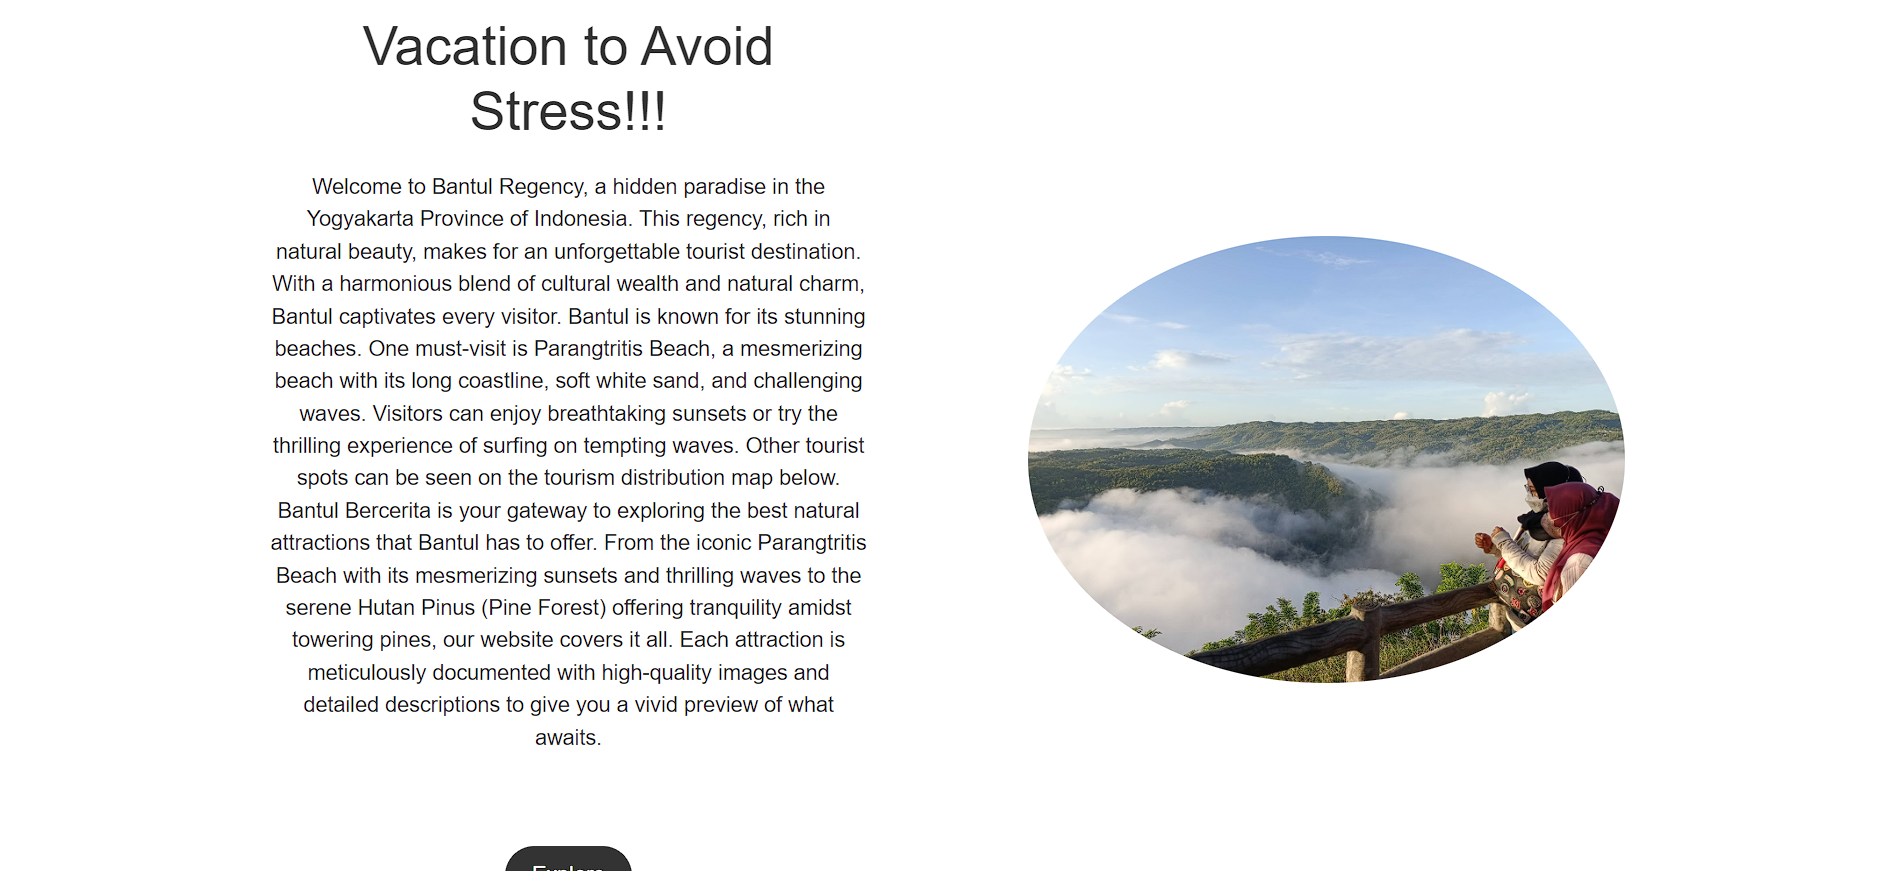 Vacation to Avoid
Stress!!!
Welcome to Bantul Regency, a hidden paradise in the
Yogyakarta Province of Indonesia. This regency, rich in
natural beauty, makes for an unforgettable tourist destination.
With a harmonious blend of cultural wealth and natural charm,
Bantul captivates every visitor. Bantul is known for its stunning
beaches. One must-visit is Parangtritis Beach, a mesmerizing
beach with its long coastline, soft white sand, and challenging
waves. Visitors can enjoy breathtaking sunsets or try the
thrilling experience of surfing on tempting waves. Other tourist
spots can be seen on the tourism distribution map below.
Bantul Bercerita is your gateway to exploring the best natural
attractions that Bantul has to offer. From the iconic Parangtritis
Beach with its mesmerizing sunsets and thrilling waves to the
serene Hutan Pinus (Pine Forest) offering tranquility amidst
towering pines, our website covers it all. Each attraction is
meticulously documented with high-quality images and
detailed descriptions to give you a vivid preview of what
awaits.
Explore